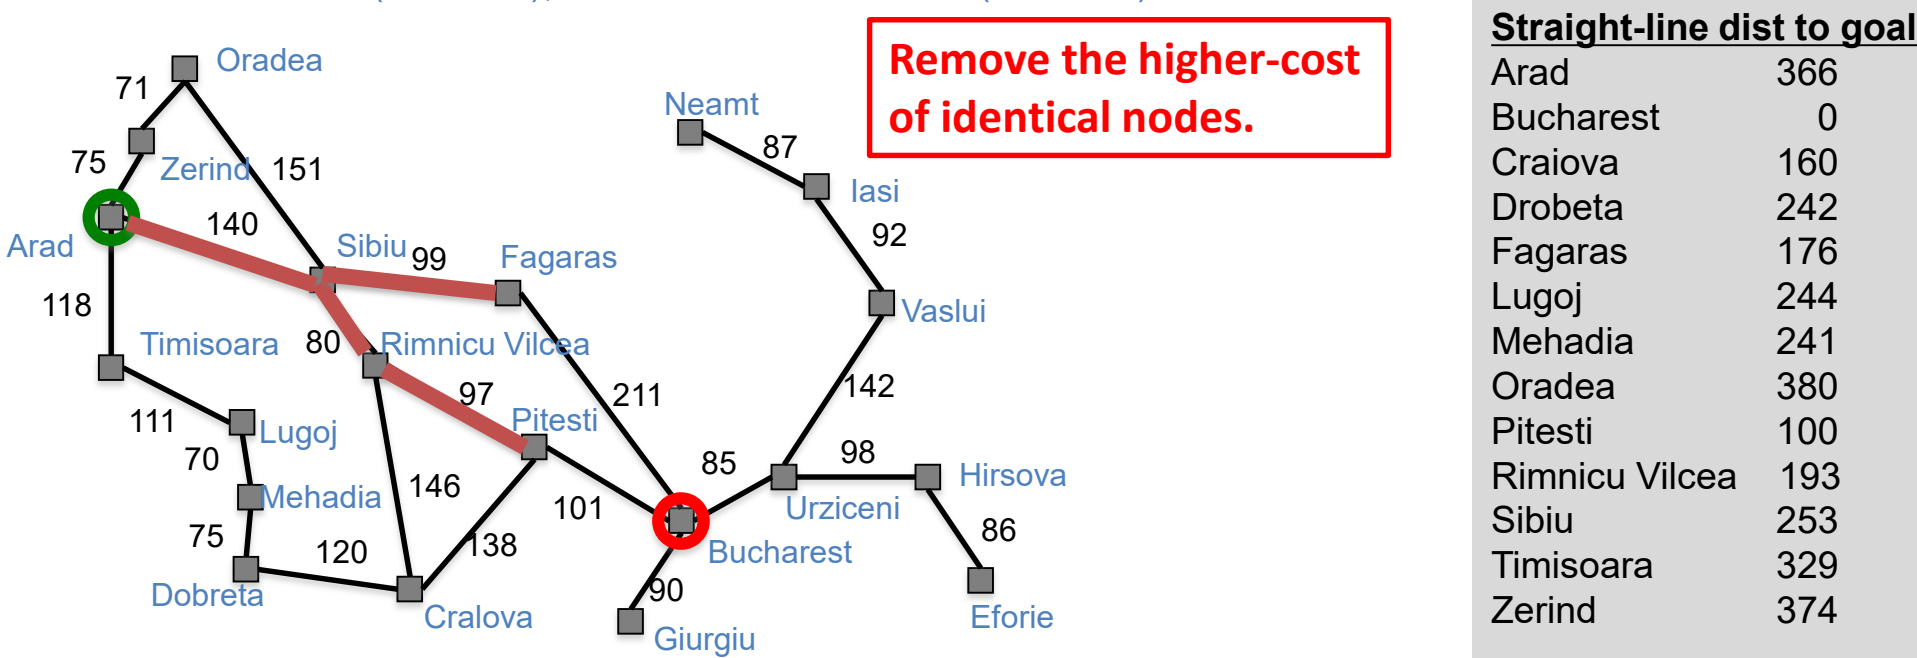 Oradea
71
Neamt
Remove the higher-cost
of identical nodes.
87
75
Zerind
151
Iasi
140
92
Arad
Sibiu
99
Fagaras
118
Vaslui
Timisoara
80
Rimnicu Vilcea
142
97
211
111
Pitesti
Lugoj
70
85
98
Hirsova
Mehadia
146
101
Urziceni
75
120
138
Bucharest
86
Dobreta
90
Cralova
Giurgiu
Eforie
Straight-line dist to goal
Arad 366
Bucharest 0
Craiova 160
Drobeta 242
Fagaras 176
Lugoj 244
Mehadia 241
Oradea 380
Pitesti 100
Rimnicu Vilcea 193
Sibiu 253
Timisoara 329
Zerind 374